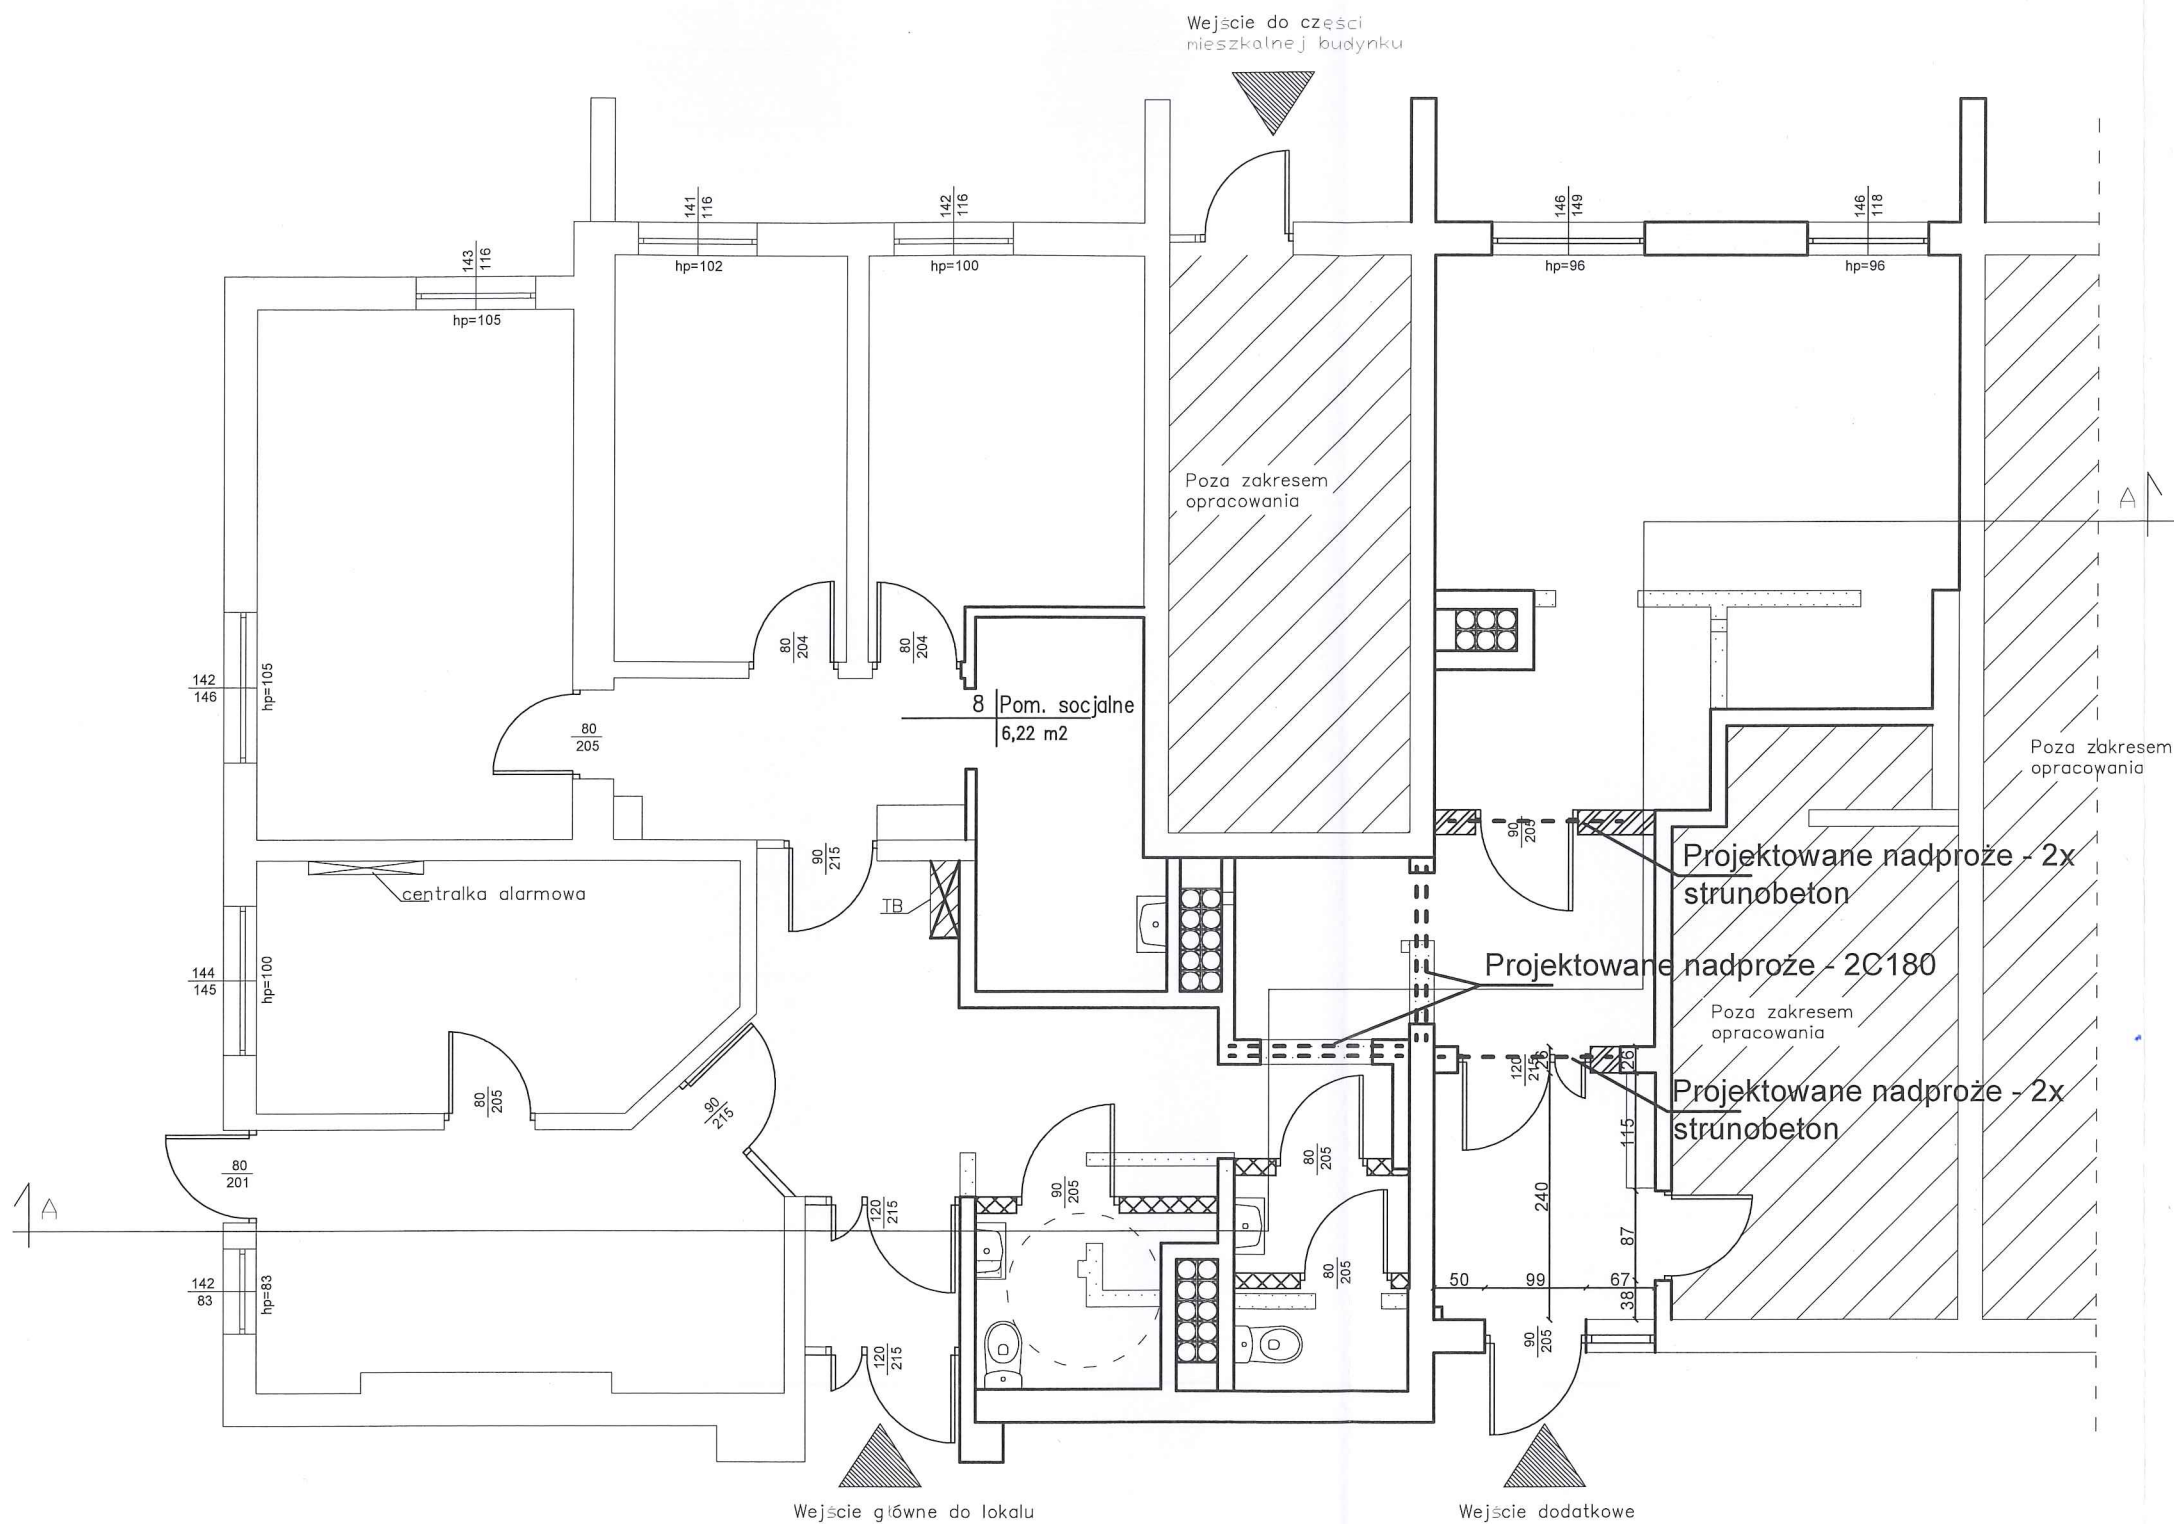 Wejście do części
mieszkalnej budynku
141
116
142
116
146
149
146
118
143
116
hp=102
hp=100
hp=96
hp=96
hp=105
Poza zakresem
opracowania
A
80
204
80
204
142
146
hp=105
8
Pom. socjalne
6,22 m2
80
205
Poza zakresem
opracowania
90
205
90
215
Projektowane nadproże - 2x
strunobeton
centralka alarmowa
TB
144
145
hp=100
Projektowane nadproże - 2C180
Poza zakresem
opracowania
120
215
26
26
80
205
90
215
Projektowane nadproże - 2x
strunobeton
115
80
201
80
205
90
205
240
A
120
215
87
142
83
hp=83
80
205
50
99
67
38
120
215
90
205
Wejście główne do lokalu
Wejście dodatkowe